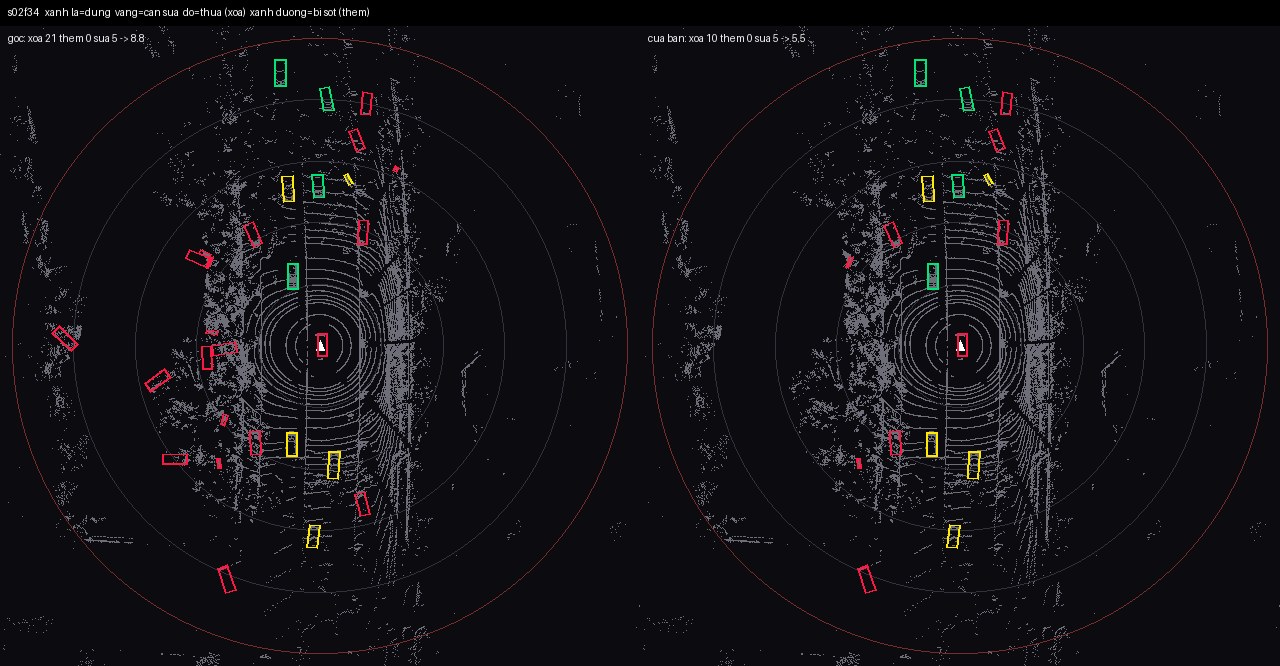 s02f34 xanh la=dung vang=can sua do=thua (xoa) xanh duong=bi sot (them)
goc: xoa 21 them 0 sua 5 -> 8.8
cua ban: xoa 10 them 0 sua 5 -> 5.5